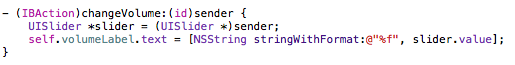 - (IBAction)changeVolume:(id)sender {
    UISlider *slider = (UISlider *)sender;
    self.volumeLabel.text = [NSString stringWithFormat:@"%f", slider.value];
}